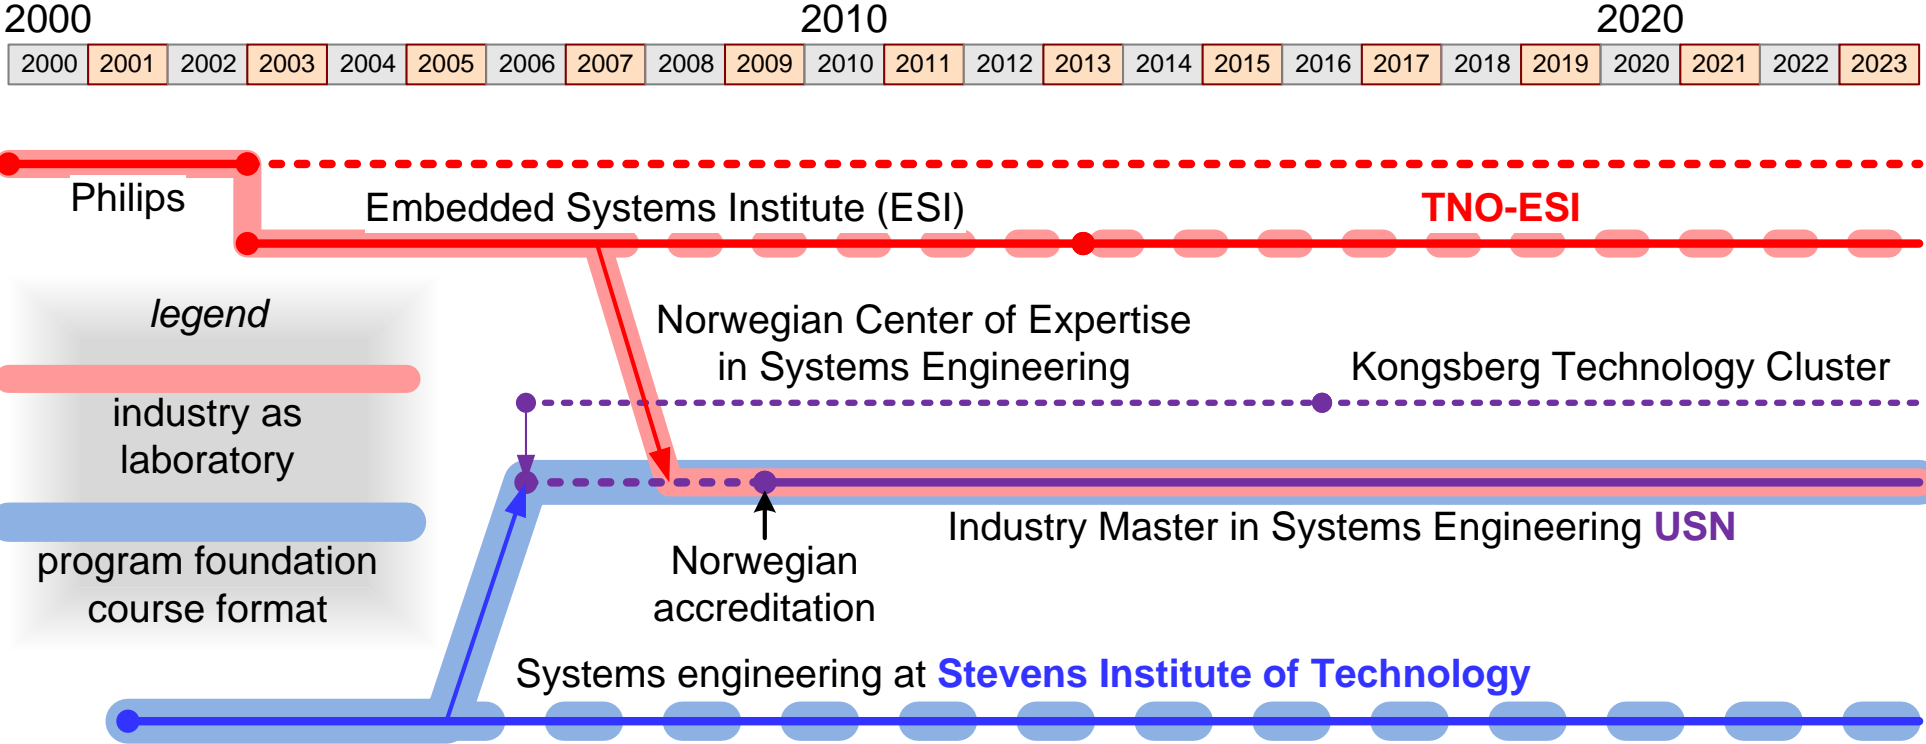 2000 2010 2020
2000 2001 2002 2003 2004 2005 2006 2007 2008 2009 2010 2011 2012 2013 2014 2015 2016 2017 2018 2019 2020 2021 2022 2023
Philips
Embedded Systems Institute (ESI)
TNO-ESI
legend
industry as
laboratory
program foundation
course format
Norwegian Center of Expertise
in Systems Engineering
Kongsberg Technology Cluster
Industry Master in Systems Engineering USN
Norwegian
accreditation
Systems engineering at Stevens Institute of Technology